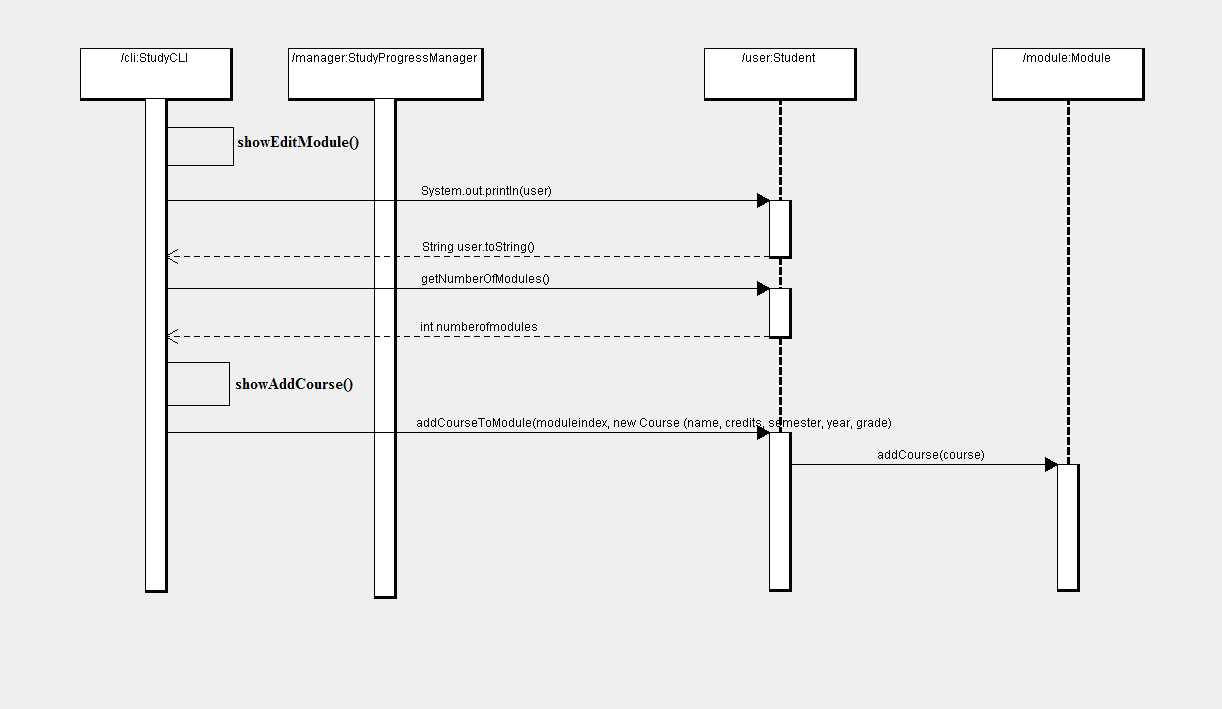 /cli:StudyCLI
/manager:StudyProgressManager
/user:Student
/module:Module
showEditModule()
System.out.println(user)
String user.toString()
getNumberOfModules()
int numberofmodules
showAddCourse()
addCourseToModule(moduleindex, new Course (name, credits, semester, year, grade)
addCourse(course)